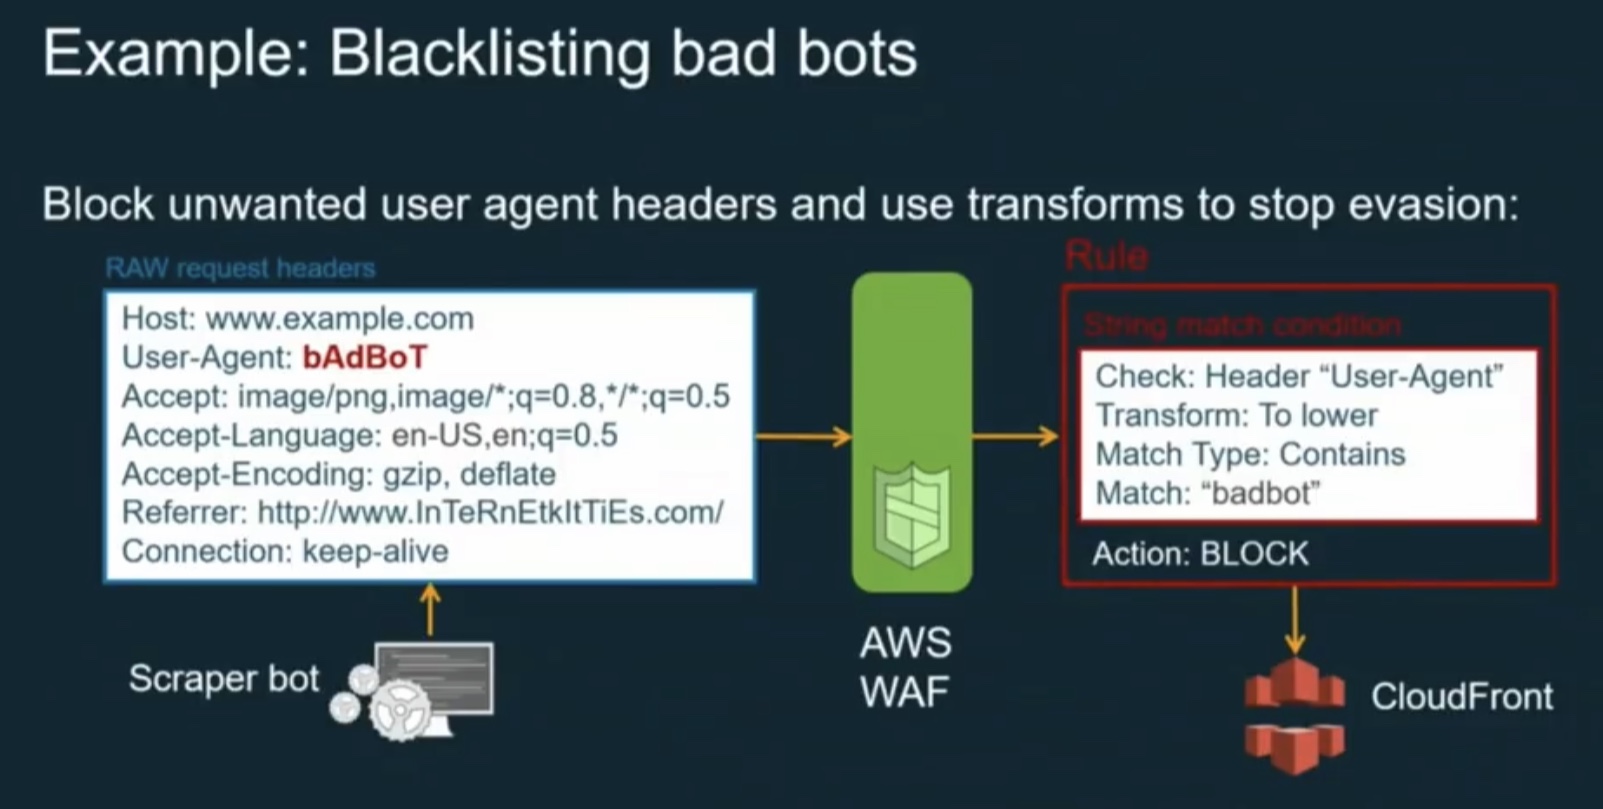 Example: Blacklisting bad bots
Block unwanted user agent headers and use transforms to stop evasion:
RAW request headers
Host: www.example.com
User-Agent: bAdBoT
Accept: image/png,image/*;q=0.8,*/*;q=0.5
Accept-Language: en-US,en;q=0.5
Accept-Encoding: gzip, deflate
Referrer: http://www.InTeRnEtkItTiEs.com/
Connection: keep-alive
Scraper bot
AWS
WAF
Rule
String match condition
Check: Header “User-Agent”
Transform: To lower
Match Type: Contains
Match: “badbot”
Action: BLOCK
CloudFront